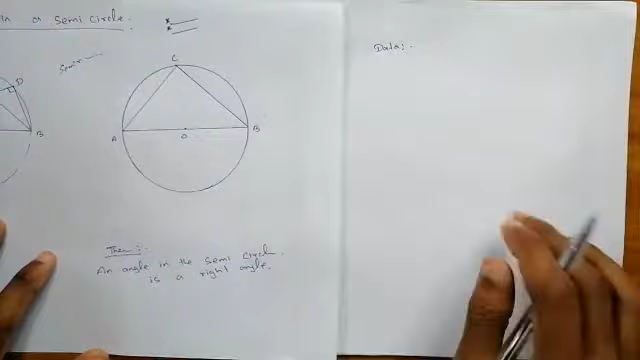 a Semi Circle.
D
B
C
A
O
B
Theo :-
An angle in the Semi Circle
is a right angle.
Data:-